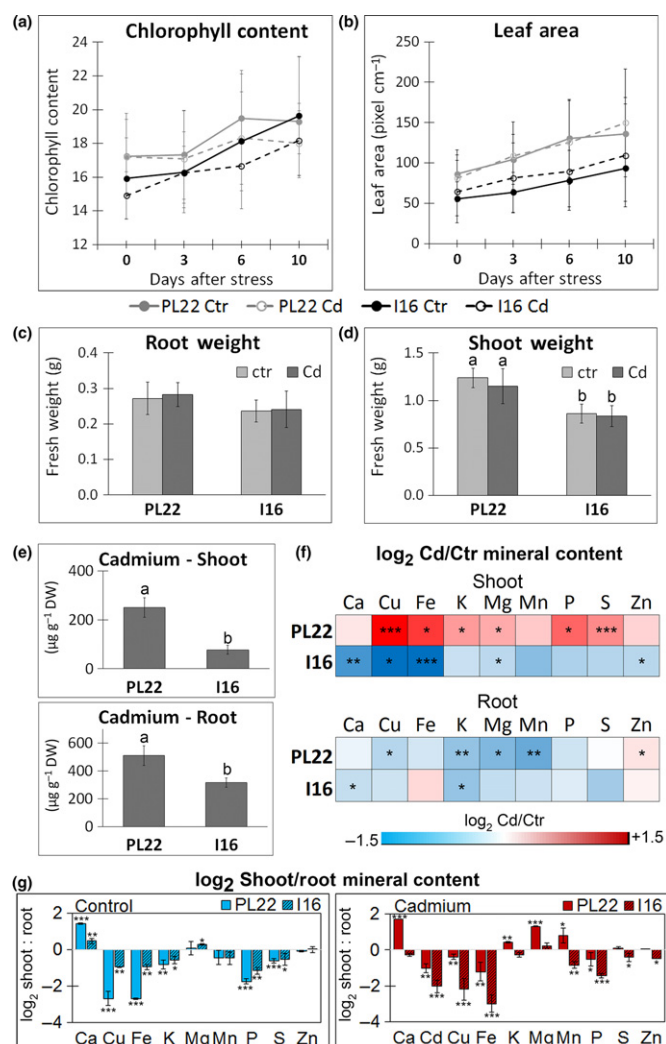 (a) Chlorophyll content
Chlorophyll content
24
22
20
18
16
14
12
0 3 6 10
Days after stress
(b) Leaf area
Leaf area (pixel cm⁻¹)
250
200
150
100
50
0
0 3 6 10
Days after stress
PL22 Ctr PL22 Cd I16 Ctr I16 Cd
(c) Root weight
Fresh weight (g)
0.4
0.3
0.2
0.1
0.0
ctr Cd
PL22 I16
(d) Shoot weight
Fresh weight (g)
1.5
1.0
0.5
0.0
ctr Cd
a a b b
PL22 I16
(e)
Cadmium - Shoot
(µg g⁻¹ DW)
400
200
0
a b
PL22 I16
Cadmium - Root
(µg g⁻¹ DW)
600
400
200
0
a b
PL22 I16
(f) log₂ Cd/Ctr mineral content
Shoot
Ca Cu Fe K Mg Mn P S Zn
PL22 *** * * * * ***
I16 ** * *** * *
Root
Ca Cu Fe K Mg Mn P S Zn
PL22 * ** * ** *
I16 * *
log₂ Cd/Ctr
–1.5 +1.5
(g) log₂ Shoot/root mineral content
Control PL22 I16
log₂ shoot : root
2
0
−2
−4
*** ** *** ** *** ** ** * * *** ** *** *
Ca Cu Fe K Mg Mn P S Zn
Cadmium PL22 I16
log₂ shoot : root
2
0
−2
−4
*** ** *** ** *** ** *** ** *** * ** * *** * *
Ca Cd Cu Fe K Mg Mn P S Zn